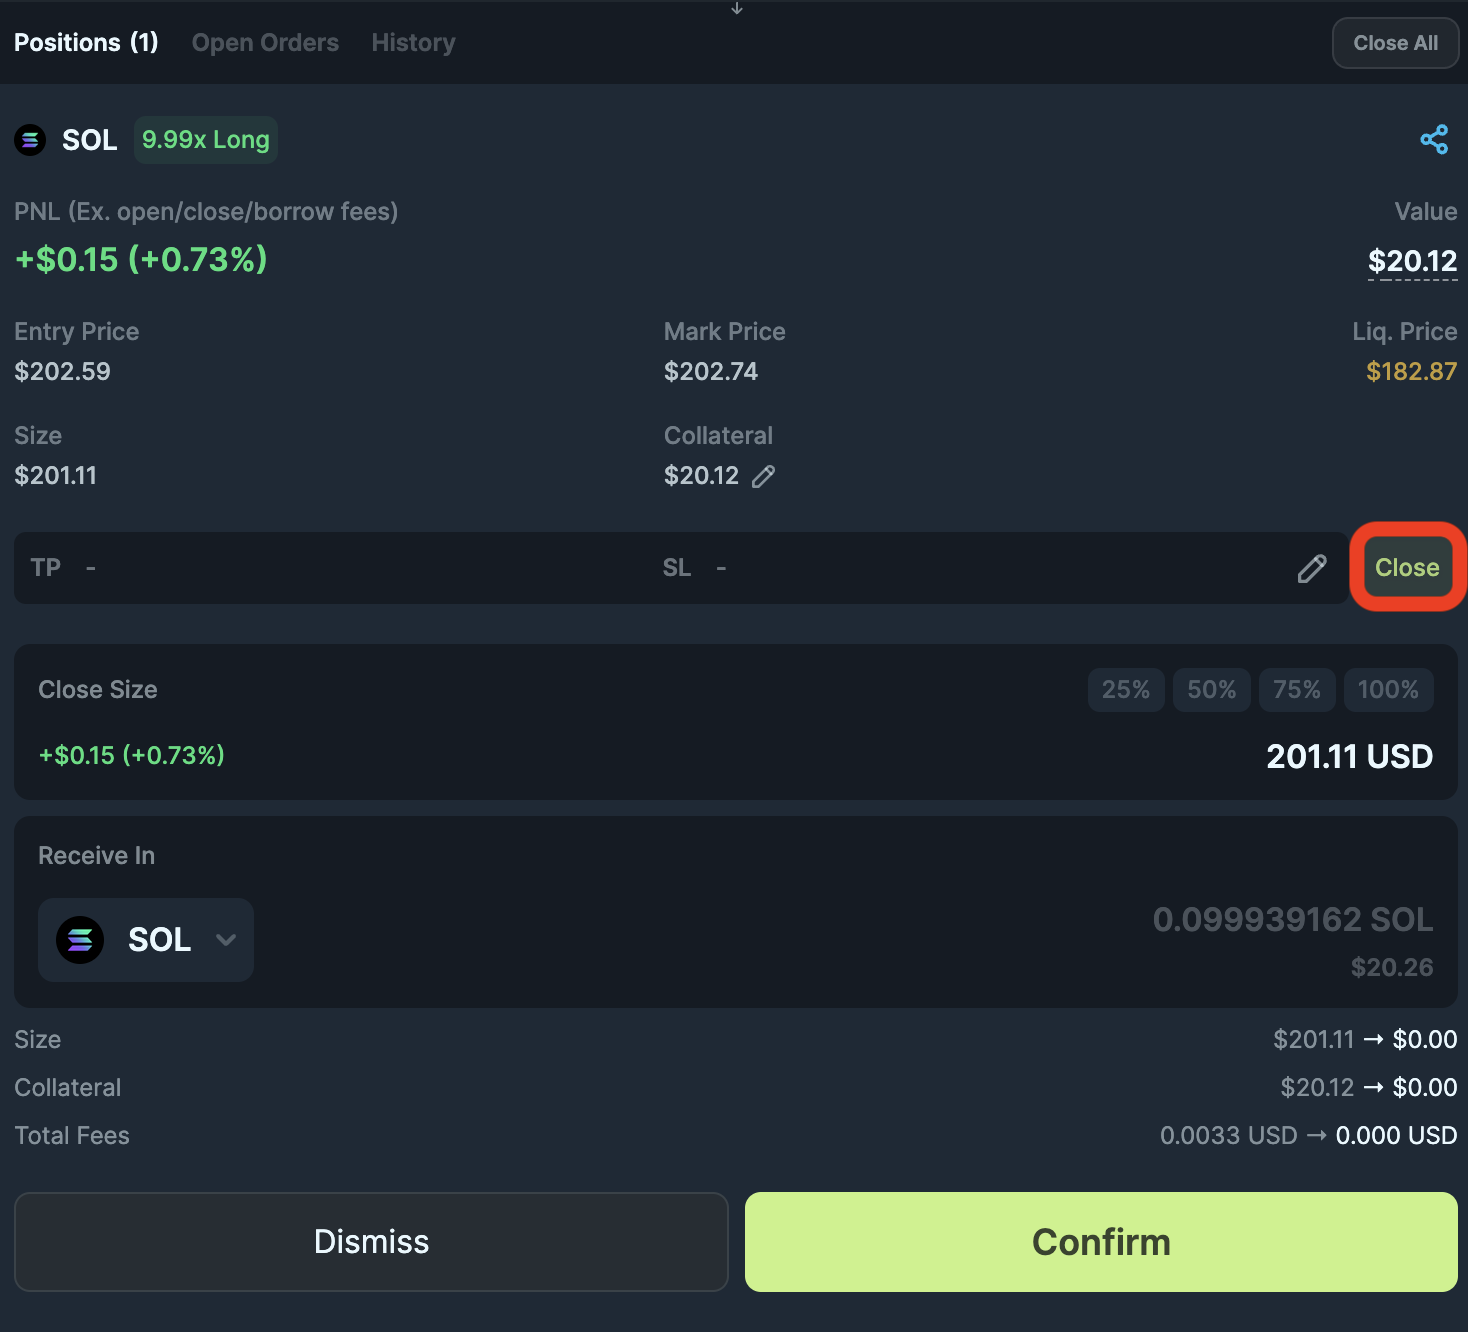 Positions (1) Open Orders History Close All
SOL 9.99x Long
PNL (Ex. open/close/borrow fees) Value
+$0.15 (+0.73%) $20.12
Entry Price Mark Price Liq. Price
$202.59 $202.74 $182.87
Size Collateral
$201.11 $20.12
TP - SL - Close
Close Size 25% 50% 75% 100%
+$0.15 (+0.73%) 201.11 USD
Receive In
SOL 0.099939162 SOL
$20.26
Size $201.11 → $0.00
Collateral $20.12 → $0.00
Total Fees 0.0033 USD → 0.000 USD
Dismiss Confirm